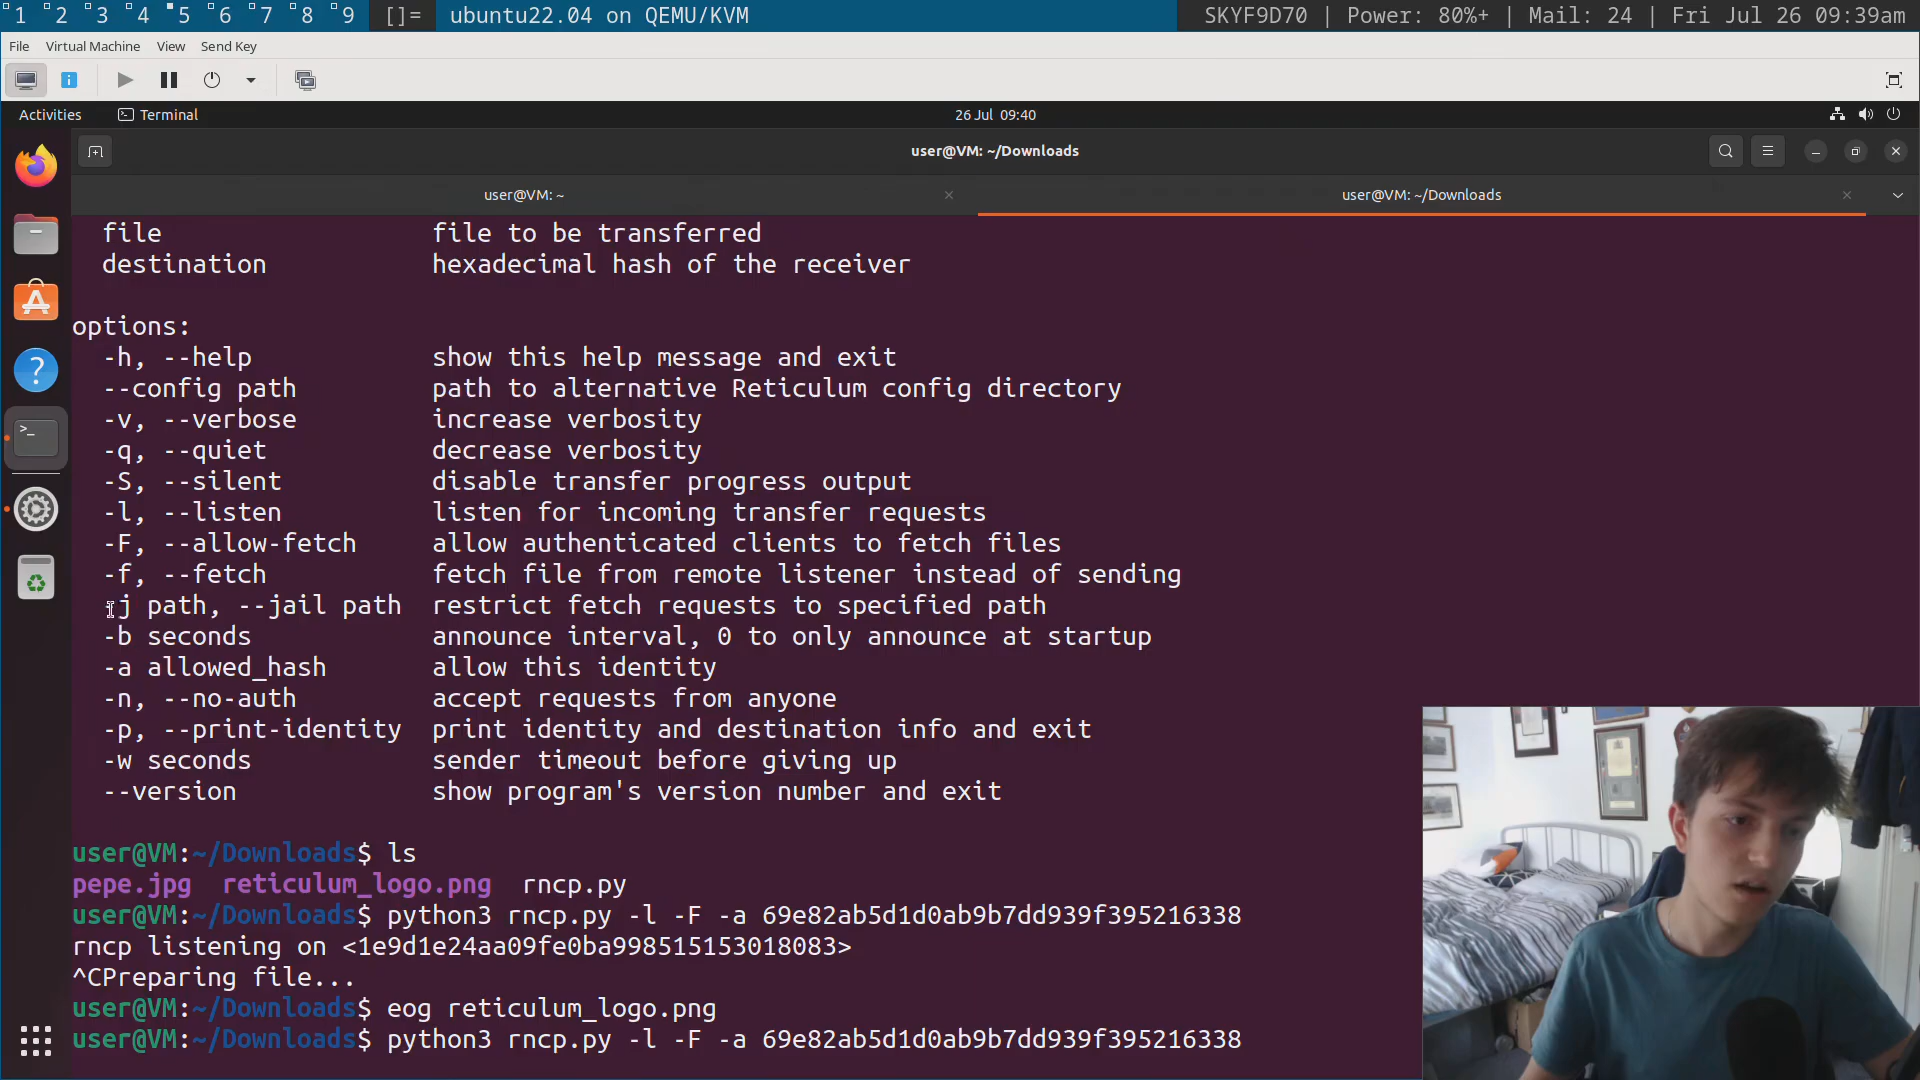 1 2 3 4 5 6 7 8 9 []= ubuntu22.04 on QEMU/KVM SKYF9D70 | Power: 80%+ | Mail: 24 | Fri Jul 26 09:39am
File Virtual Machine View Send Key
Activities Terminal 26 Jul 09:40
user@VM: ~/Downloads
user@VM: ~ user@VM: ~/Downloads
file file to be transferred
destination hexadecimal hash of the receiver
options:
-h, --help show this help message and exit
--config path path to alternative Reticulum config directory
-v, --verbose increase verbosity
-q, --quiet decrease verbosity
-S, --silent disable transfer progress output
-l, --listen listen for incoming transfer requests
-F, --allow-fetch allow authenticated clients to fetch files
-f, --fetch fetch file from remote listener instead of sending
-j path, --jail path restrict fetch requests to specified path
-b seconds announce interval, 0 to only announce at startup
-a allowed_hash allow this identity
-n, --no-auth accept requests from anyone
-p, --print-identity print identity and destination info and exit
-w seconds sender timeout before giving up
--version show program's version number and exit
user@VM:~/Downloads$ ls
pepe.jpg reticulum_logo.png rncp.py
user@VM:~/Downloads$ python3 rncp.py -l -F -a 69e82ab5d1d0ab9b7dd939f395216338
rncp listening on <1e9d1e24aa09fe0ba998515153018083>
^CPreparing file...
user@VM:~/Downloads$ eog reticulum_logo.png
user@VM:~/Downloads$ python3 rncp.py -l -F -a 69e82ab5d1d0ab9b7dd939f395216338